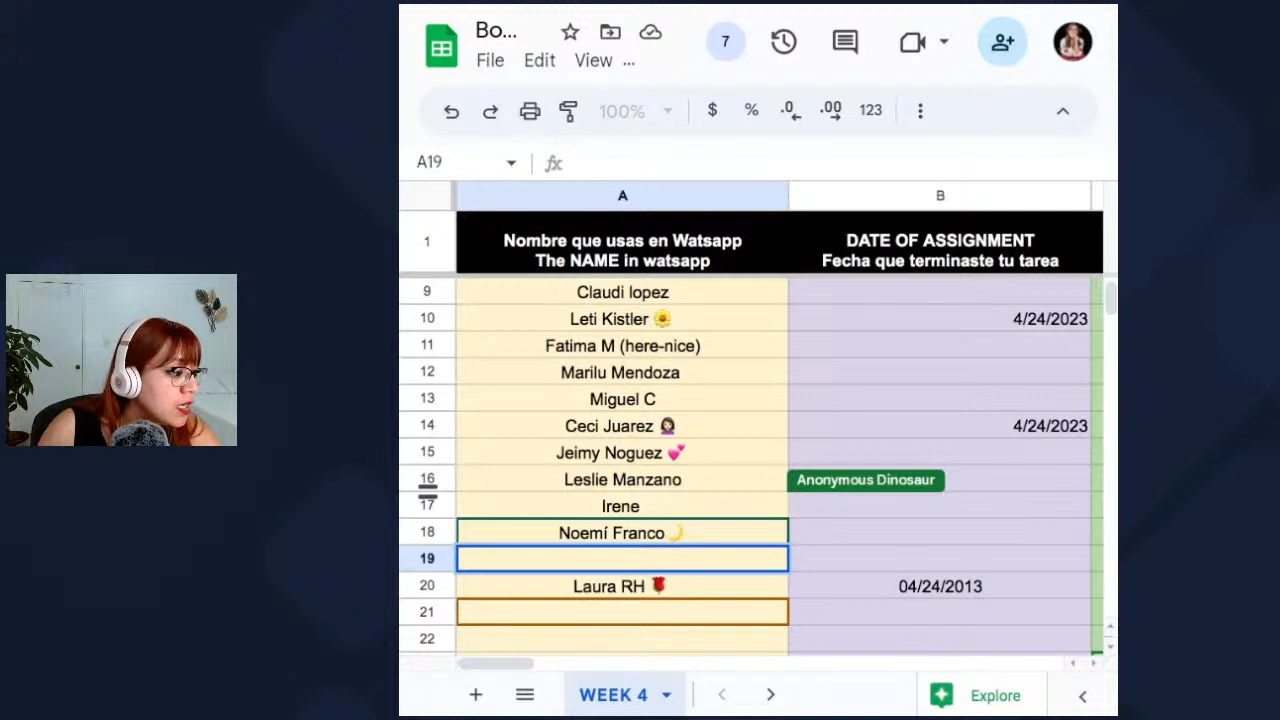 Bo...
7
File Edit View ...
100% $ % .0 .00 123
A19 fx
A B
1 Nombre que usas en Watsapp DATE OF ASSIGNMENT
The NAME in watsapp Fecha que terminaste tu tarea
9 Claudi lopez
10 Leti Kistler 🌼 4/24/2023
11 Fatima M (here-nice)
12 Marilu Mendoza
13 Miguel C
14 Ceci Juarez 🙆🏻‍♀️ 4/24/2023
15 Jeimy Noguez 💕
16 Leslie Manzano Anonymous Dinosaur
17 Irene
18 Noemí Franco 🌙
19
20 Laura RH 🌹 04/24/2013
21
22
WEEK 4 Explore